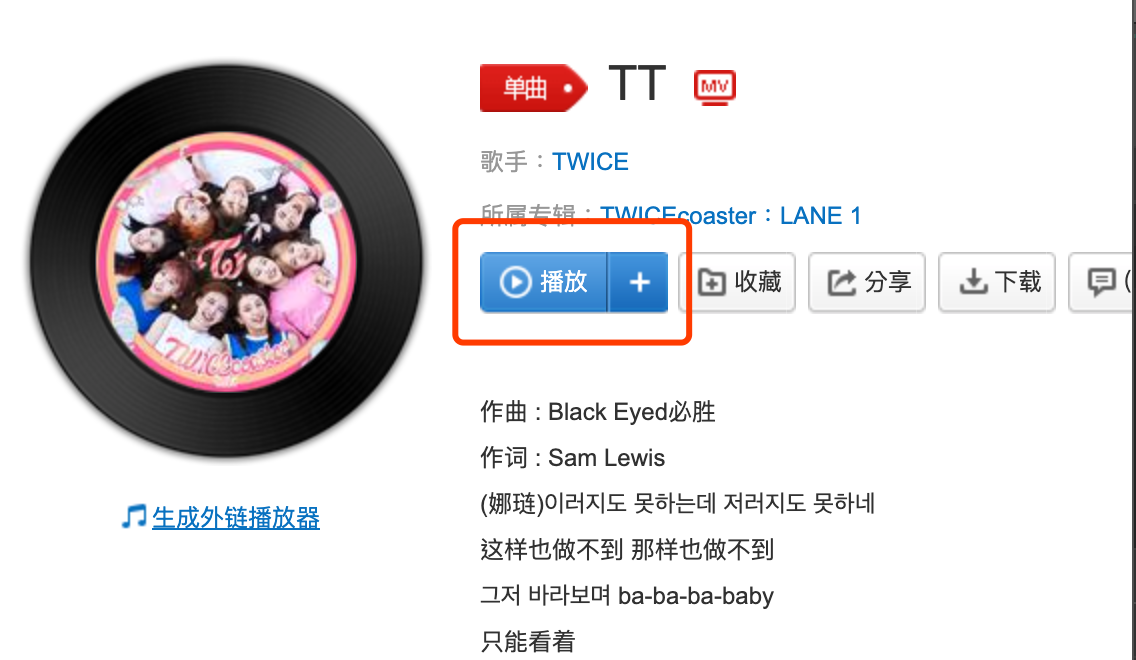 单曲
TT
MV
歌手：TWICE
所属专辑：TWICEcoaster：LANE 1
播放
+
收藏
分享
下载
(
TWICEcoaster
生成外链播放器
作曲 : Black Eyed必胜
作词 : Sam Lewis
(娜琏)이러지도 못하는데 저러지도 못하네
这样也做不到 那样也做不到
그저 바라보며 ba-ba-ba-baby
只能看着